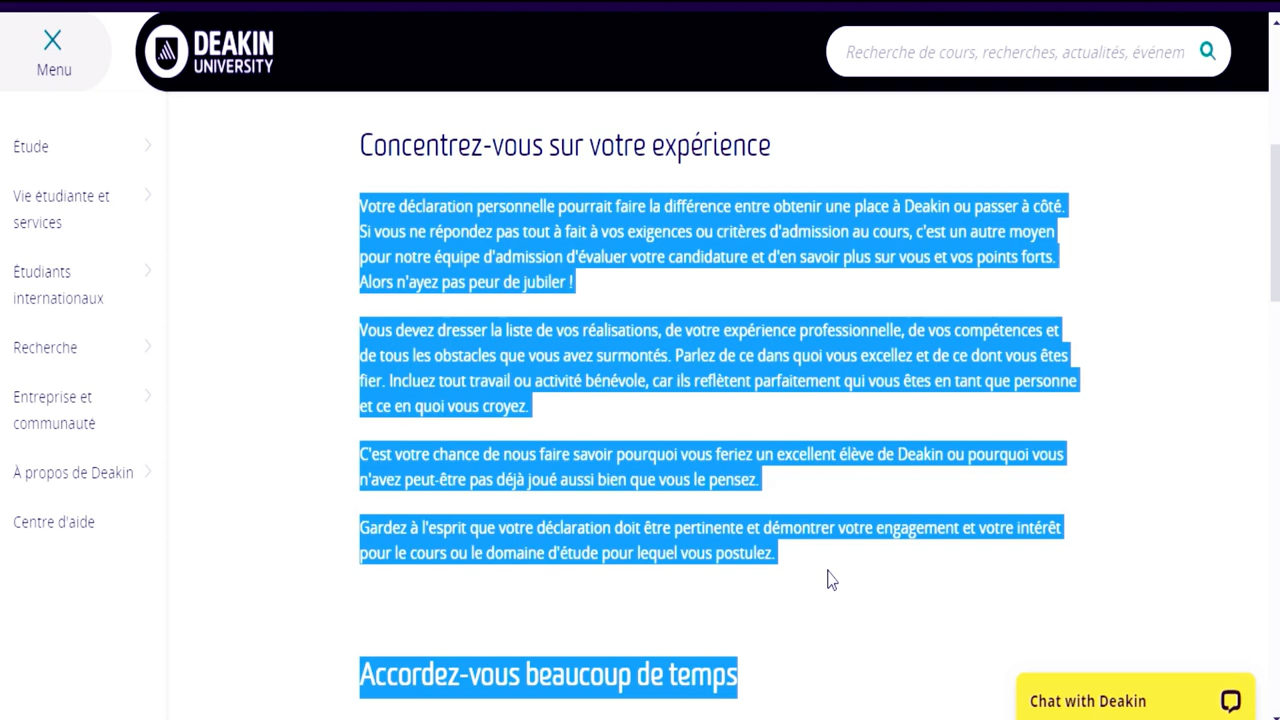 Menu
DEAKIN
UNIVERSITY
Recherche de cours, recherches, actualités, événem
Étude
Vie étudiante et
services
Étudiants
internationaux
Recherche
Entreprise et
communauté
À propos de Deakin
Centre d'aide
Concentrez-vous sur votre expérience
Votre déclaration personnelle pourrait faire la différence entre obtenir une place à Deakin ou passer à côté.
Si vous ne répondez pas tout à fait à vos exigences ou critères d'admission au cours, c'est un autre moyen
pour notre équipe d'admission d'évaluer votre candidature et d'en savoir plus sur vous et vos points forts.
Alors n'ayez pas peur de jubiler !
Vous devez dresser la liste de vos réalisations, de votre expérience professionnelle, de vos compétences et
de tous les obstacles que vous avez surmontés. Parlez de ce dans quoi vous excellez et de ce dont vous êtes
fier. Incluez tout travail ou activité bénévole, car ils reflètent parfaitement qui vous êtes en tant que personne
et ce en quoi vous croyez.
C'est votre chance de nous faire savoir pourquoi vous feriez un excellent élève de Deakin ou pourquoi vous
n'avez peut-être pas déjà joué aussi bien que vous le pensez.
Gardez à l'esprit que votre déclaration doit être pertinente et démontrer votre engagement et votre intérêt
pour le cours ou le domaine d'étude pour lequel vous postulez.
Accordez-vous beaucoup de temps
Chat with Deakin